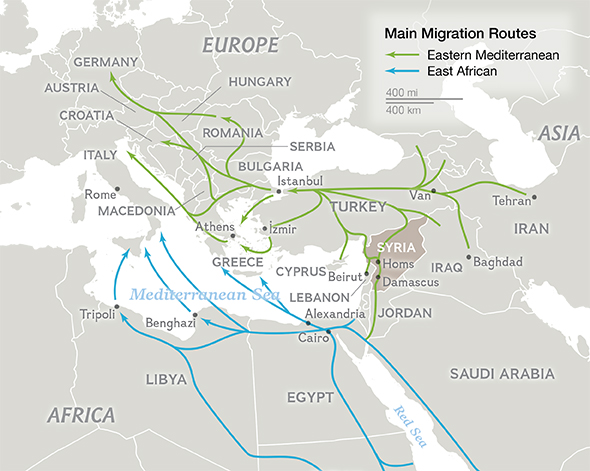 Main Migration Routes
Eastern Mediterranean
East African
400 mi
400 km
EUROPE
GERMANY
AUSTRIA
HUNGARY
CROATIA
ROMANIA
ASIA
SERBIA
ITALY
BULGARIA
Istanbul
Rome
Van
Tehran
MACEDONIA
TURKEY
Athens
İzmir
IRAN
SYRIA
GREECE
Homs
IRAQ
Baghdad
CYPRUS
Beirut
Damascus
Mediterranean Sea
LEBANON
Tripoli
Alexandria
JORDAN
Benghazi
Cairo
LIBYA
EGYPT
SAUDI ARABIA
AFRICA
Red Sea